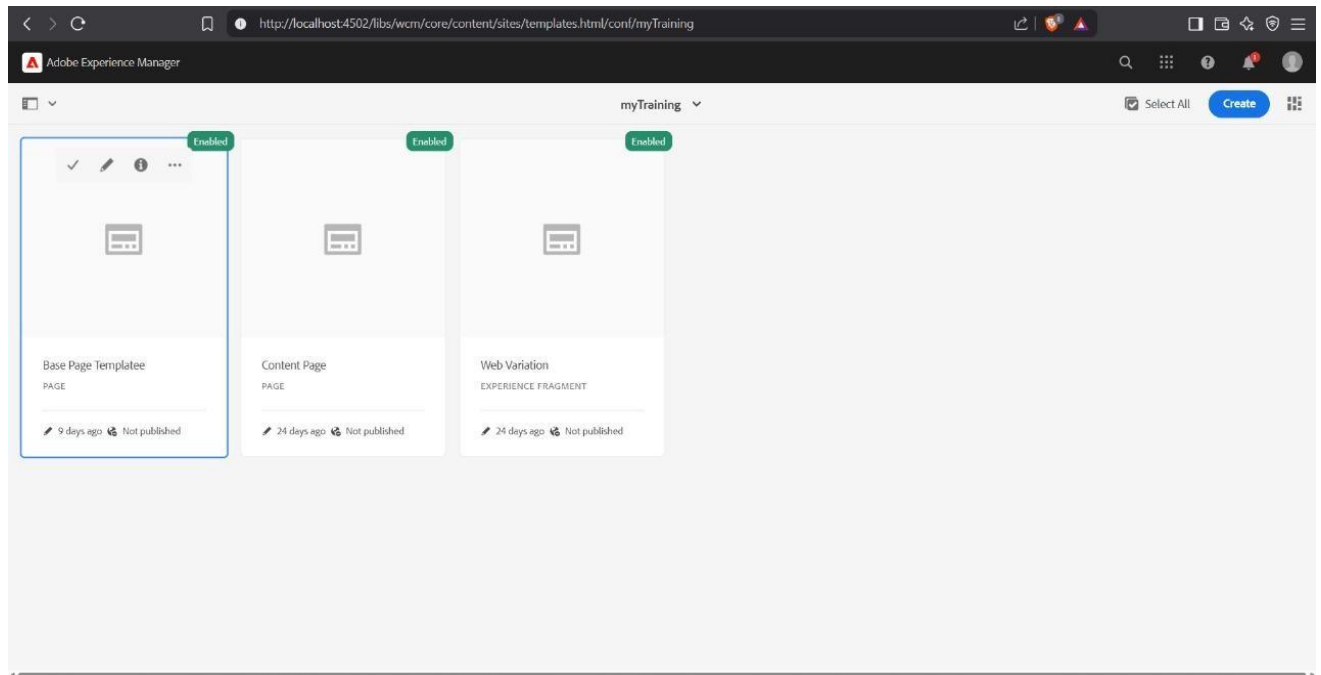 http://localhost:4502/libs/wcm/core/content/sites/templates.html/conf/myTraining
Adobe Experience Manager
myTraining
Select All
Create
Enabled
Enabled
Enabled
Base Page Templatee
PAGE
9 days ago Not published
Content Page
PAGE
24 days ago Not published
Web Variation
EXPERIENCE FRAGMENT
24 days ago Not published